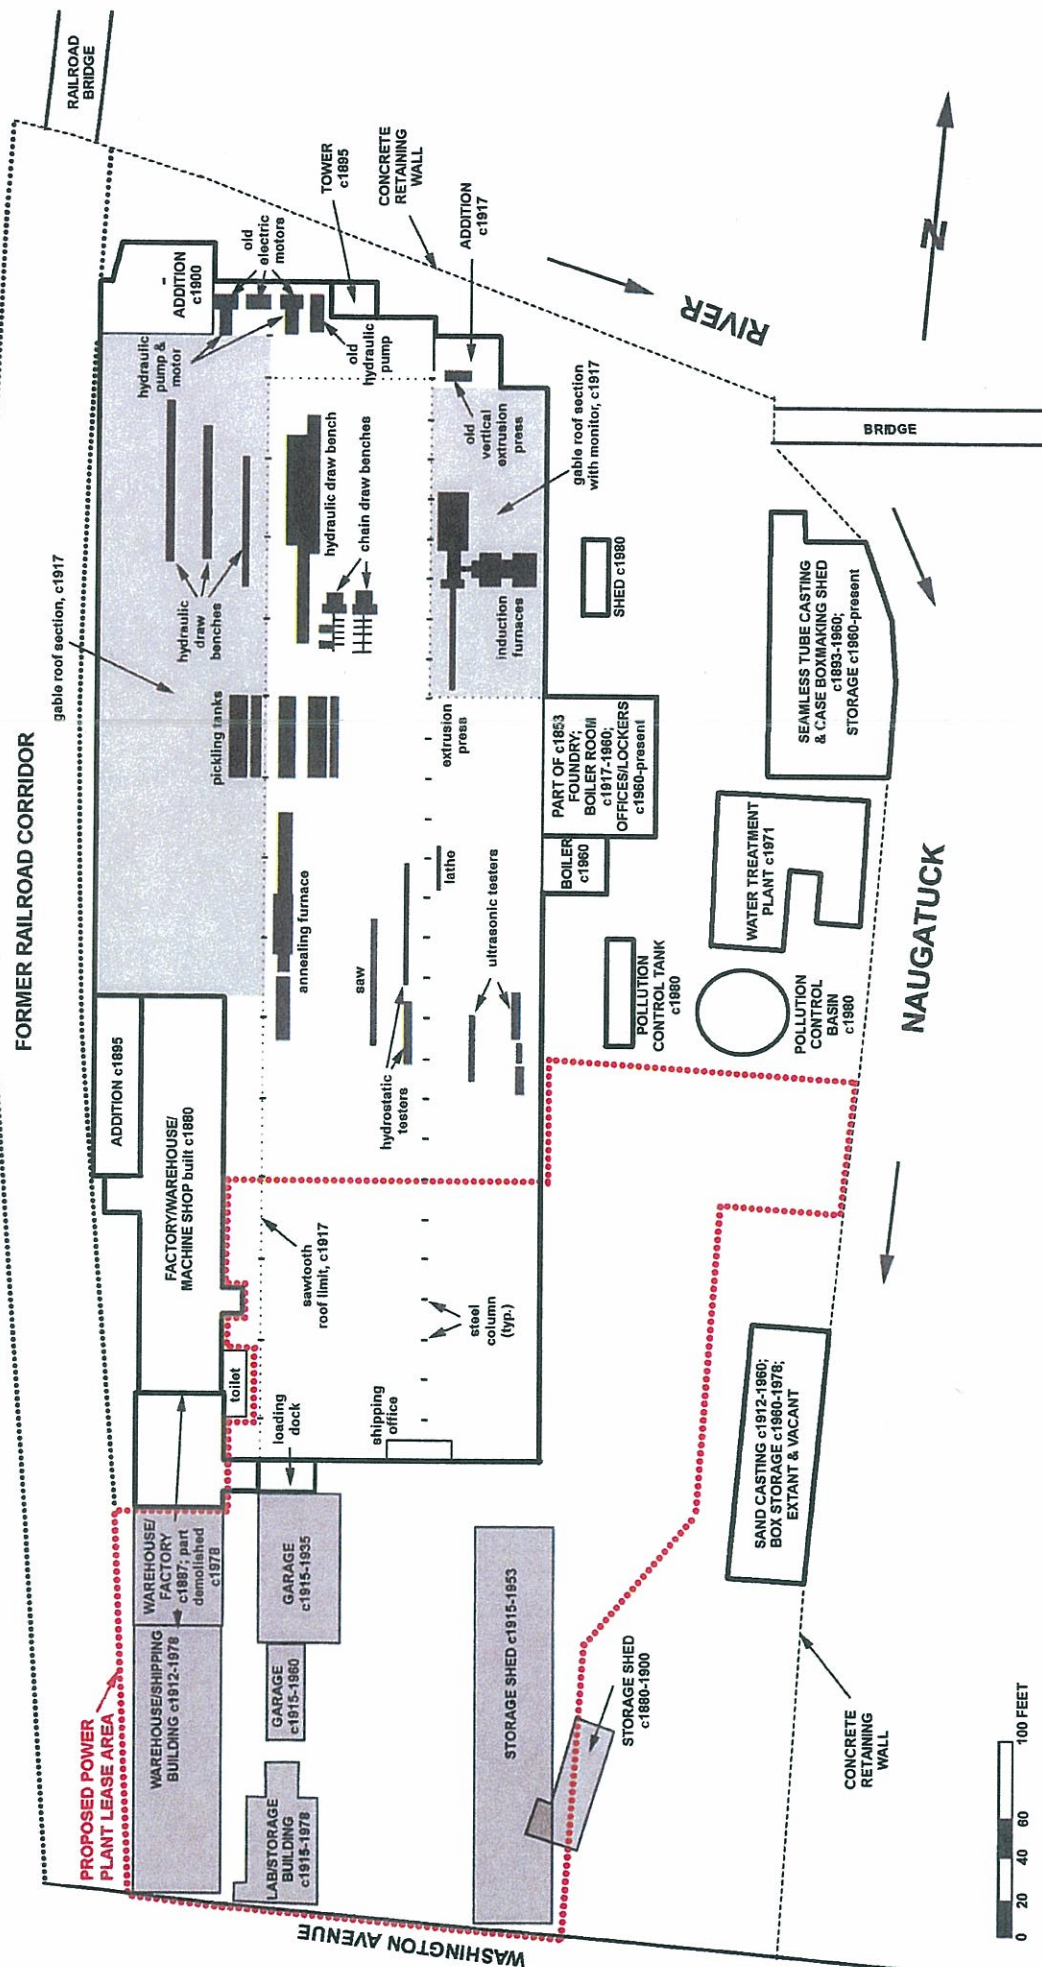 FORMER RAILROAD CORRIDOR
RAILROAD
BRIDGE
gable roof section, c1917
PROPOSED POWER
PLANT LEASE AREA
WAREHOUSE/SHIPPING
BUILDING c1912-1978
WAREHOUSE/
FACTORY
c1887; part
demolished
c1978
FACTORY/WAREHOUSE/
MACHINE SHOP built c1880
ADDITION c1895
ADDITION
c1900
hydraulic
pump &
motor
old
electric
motors
hydraulic
draw
benches
pickling tanks
toilet
LAB/STORAGE
BUILDING
c1915-1978
GARAGE
c1915-1960
GARAGE
c1915-1935
loading
dock
sawtooth
roof limit, c1917
annealing furnace
hydraulic draw bench
chain draw benches
old
hydraulic
pump
TOWER
c1895
CONCRETE
RETAINING
WALL
shipping
office
steel
column
(typ.)
saw
hydrostatic
testers
lathe
extrusion
press
ultrasonic testers
induction
furnaces
old
vertical
extrusion
press
ADDITION
c1917
gable roof section
with monitor, c1917
WASHINGTON AVENUE
STORAGE SHED c1915-1953
STORAGE SHED
c1880-1900
BOILER
c1960
PART OF c1853
FOUNDRY;
BOILER ROOM
c1917-1960;
OFFICES/LOCKERS
c1960-present
SHED c1980
POLLUTION
CONTROL TANK
c1980
POLLUTION
CONTROL
BASIN
c1980
WATER TREATMENT
PLANT c1971
SEAMLESS TUBE CASTING
& CASE BOXMAKING SHED
c1893-1960;
STORAGE c1960-present
SAND CASTING c1912-1960;
BOX STORAGE c1960-1978;
EXTANT & VACANT
CONCRETE
RETAINING
WALL
NAUGATUCK
RIVER
BRIDGE
N
0 20 40 60 100 FEET